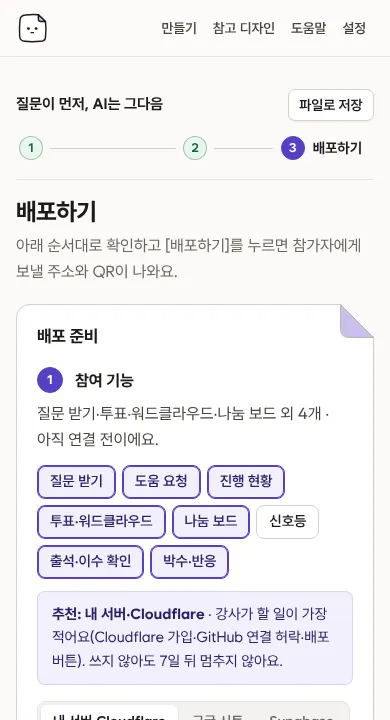 만들기 참고 디자인 도움말 설정
질문이 먼저, AI는 그다음 파일로 저장
1 2 3 배포하기
배포하기
아래 순서대로 확인하고 [배포하기]를 누르면 참가자에게
보낼 주소와 QR이 나와요.
배포 준비
1 참여 기능
질문 받기·투표·워드클라우드·나눔 보드 외 4개 ·
아직 연결 전이에요.
질문 받기 도움 요청 진행 현황
투표·워드클라우드 나눔 보드 신호등
출석·이수 확인 박수·반응
추천: 내 서버·Cloudflare · 강사가 할 일이 가장
적어요(Cloudflare 가입·GitHub 연결 허락·배포
버튼). 쓰지 않아도 7일 뒤 멈추지 않아요.
내 서버·Cloudflare 구글 시트 Supabase